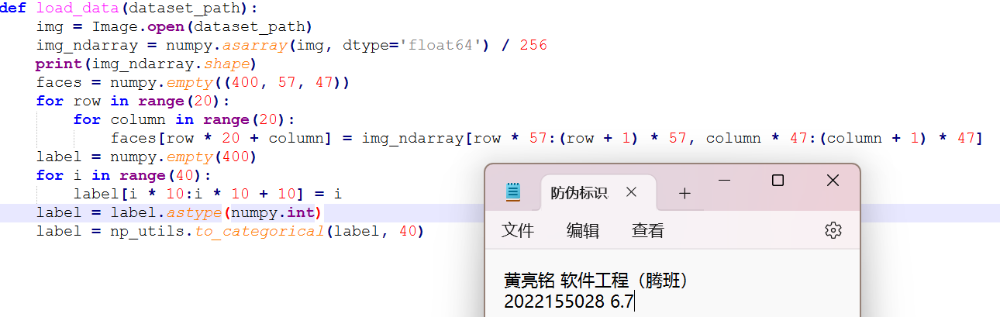 def load_data(dataset_path):
    img = Image.open(dataset_path)
    img_ndarray = numpy.asarray(img, dtype='float64') / 256
    print(img_ndarray.shape)
    faces = numpy.empty((400, 57, 47))
    for row in range(20):
        for column in range(20):
            faces[row * 20 + column] = img_ndarray[row * 57:(row + 1) * 57, column * 47:(column + 1) * 47]
    label = numpy.empty(400)
    for i in range(40):
        label[i * 10:i * 10 + 10] = i
    label = label.astype(numpy.int)
    label = np_utils.to_categorical(label, 40)
防伪标识
文件 编辑 查看
黄亮铭 软件工程（腾班）
2022155028 6.7